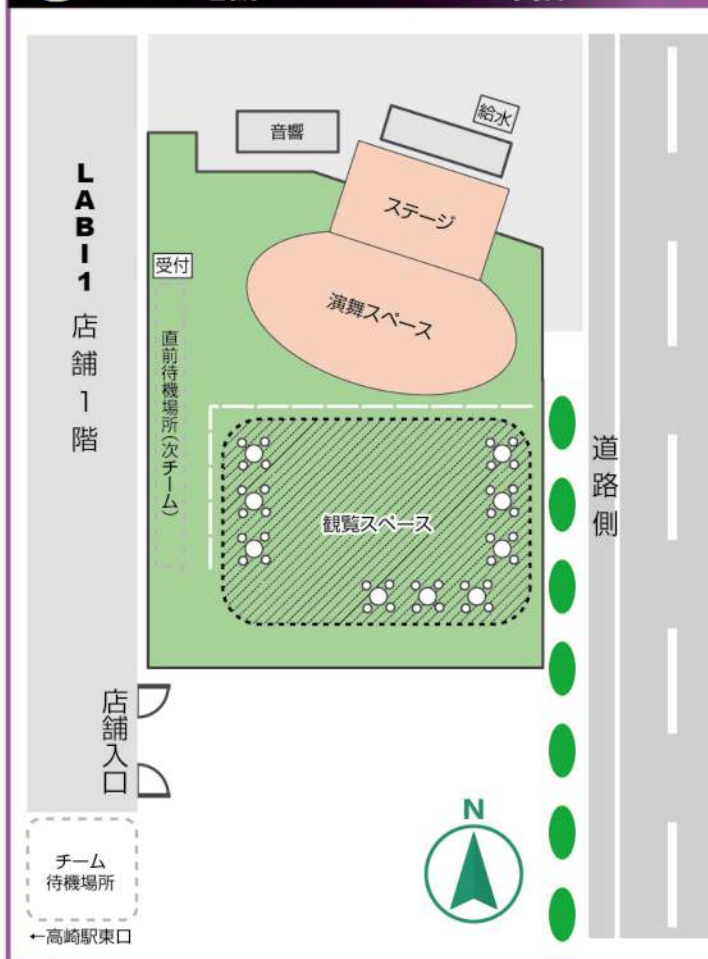 給水
音響
ステージ
LABI1 店舗1階
受付
演舞スペース
直前待機場所(次チーム)
道路側
観覧スペース
店舗入口
N
チーム
待機場所
←高崎駅東口